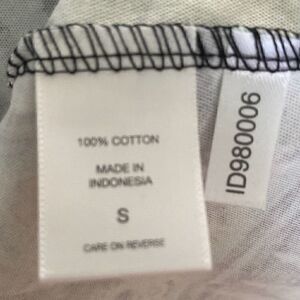 100% COTTON
MADE IN
INDONESIA
S
CARE ON REVERSE
ID980006